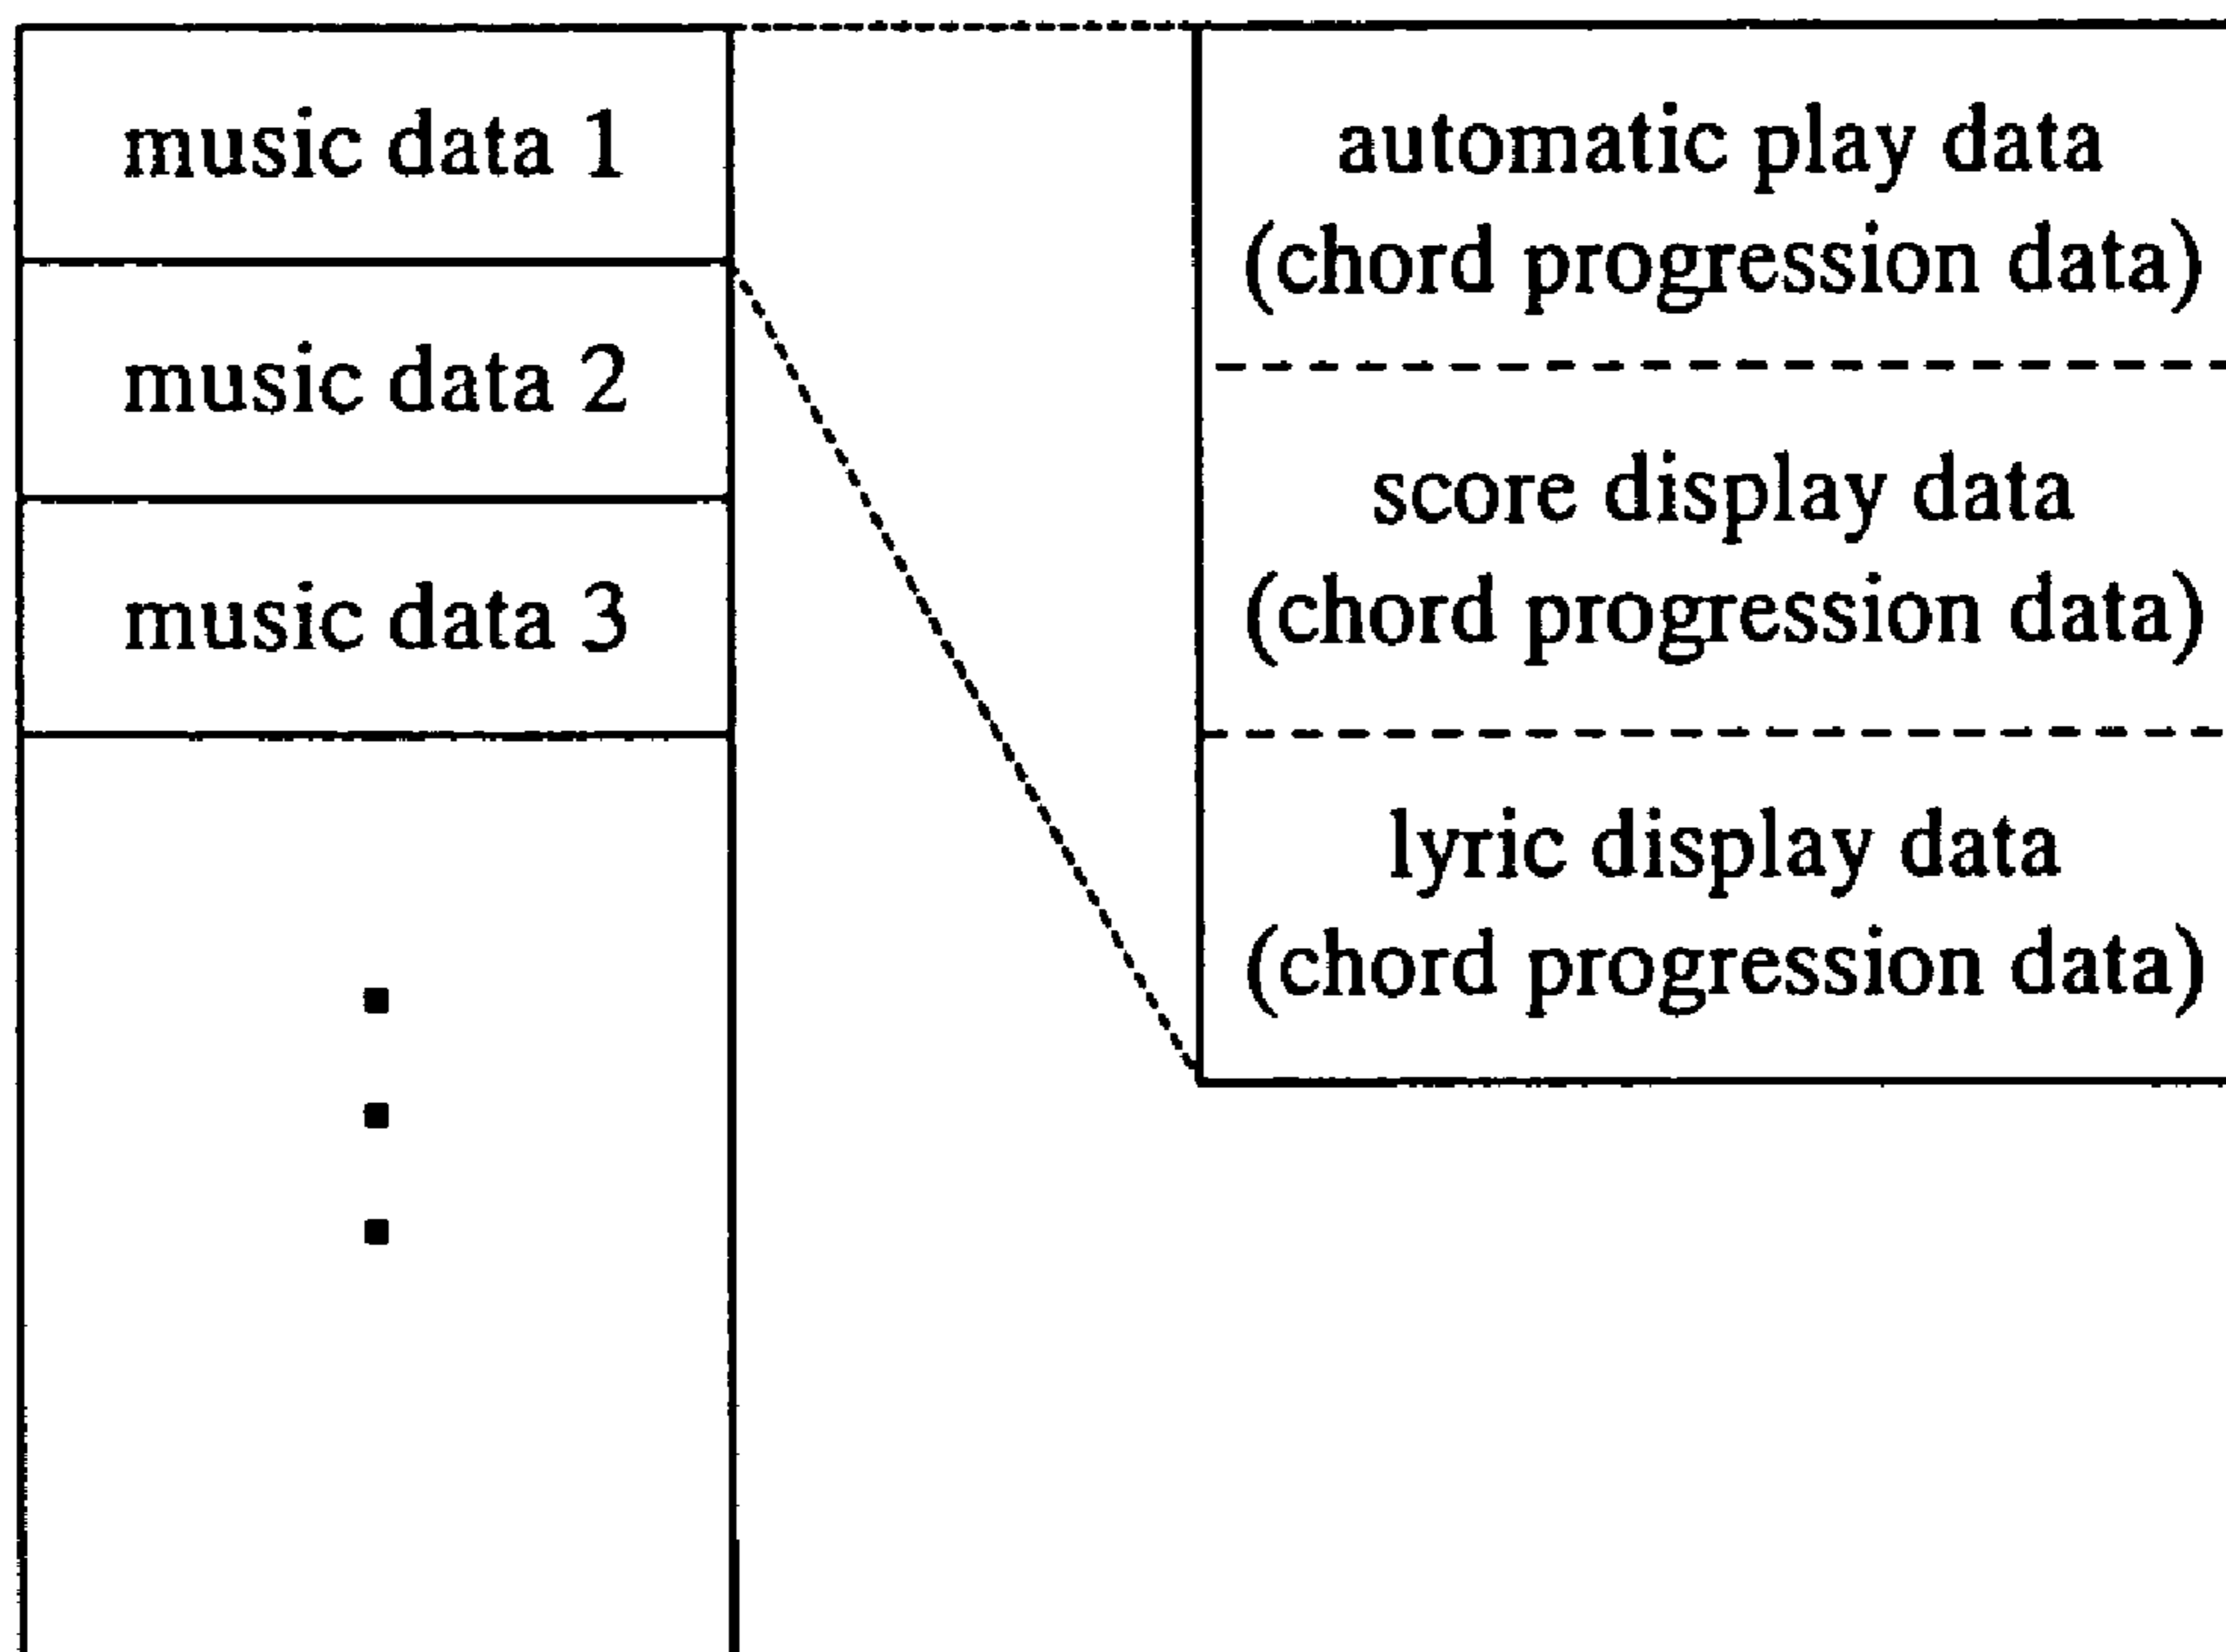 music data 1
music data 2
music data 3
automatic play data
(chord progression data)
score display data
(chord progression data)
lyric display data
(chord progression data)